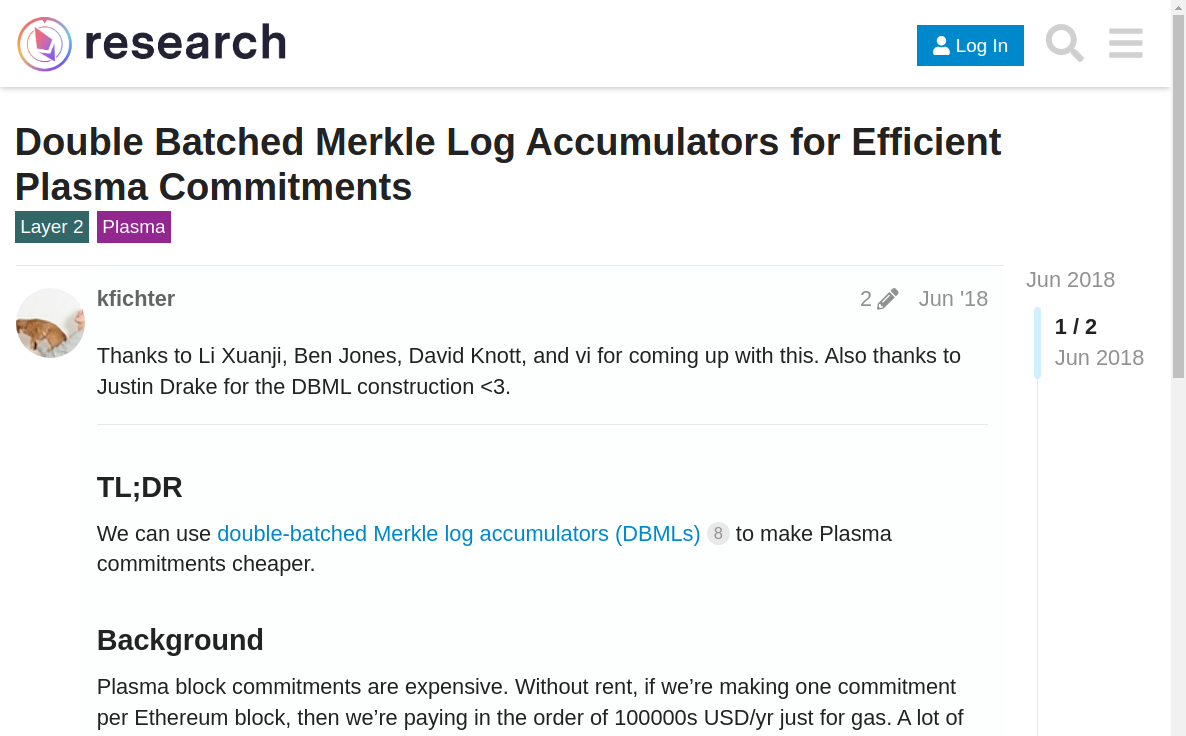 research
Log In
Double Batched Merkle Log Accumulators for Efficient
Plasma Commitments
Layer 2 Plasma
kfichter
2
Jun '18
Jun 2018
1 / 2
Jun 2018
Thanks to Li Xuanji, Ben Jones, David Knott, and vi for coming up with this. Also thanks to
Justin Drake for the DBML construction <3.
TL;DR
We can use double-batched Merkle log accumulators (DBMLs) 8 to make Plasma
commitments cheaper.
Background
Plasma block commitments are expensive. Without rent, if we’re making one commitment
per Ethereum block, then we’re paying in the order of 100000s USD/yr just for gas. A lot of